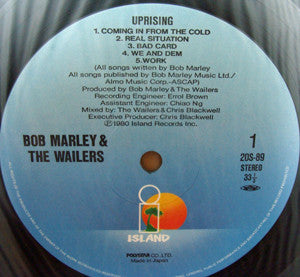 UPRISING
1. COMING IN FROM THE COLD
2. REAL SITUATION
3. BAD CARD
4. WE AND DEM
5. WORK
(All songs written by Bob Marley
All songs published by Bob Marley Music Ltd./
Almo Music Corp.-ASCAP)
Produced by Bob Marley & The Wailers
Recording Engineer: Errol Brown
Assistant Engineer: Chiao Ng
Mixed by: The Wailers & Chris Blackwell
Executive Producer: Chris Blackwell
Ⓟ1980 Island Records Inc.
BOB MARLEY &
THE WAILERS
1
20S-89
STEREO
33⅓
i
ISLAND
POLYSTAR CO.,LTD.
Made in Japan